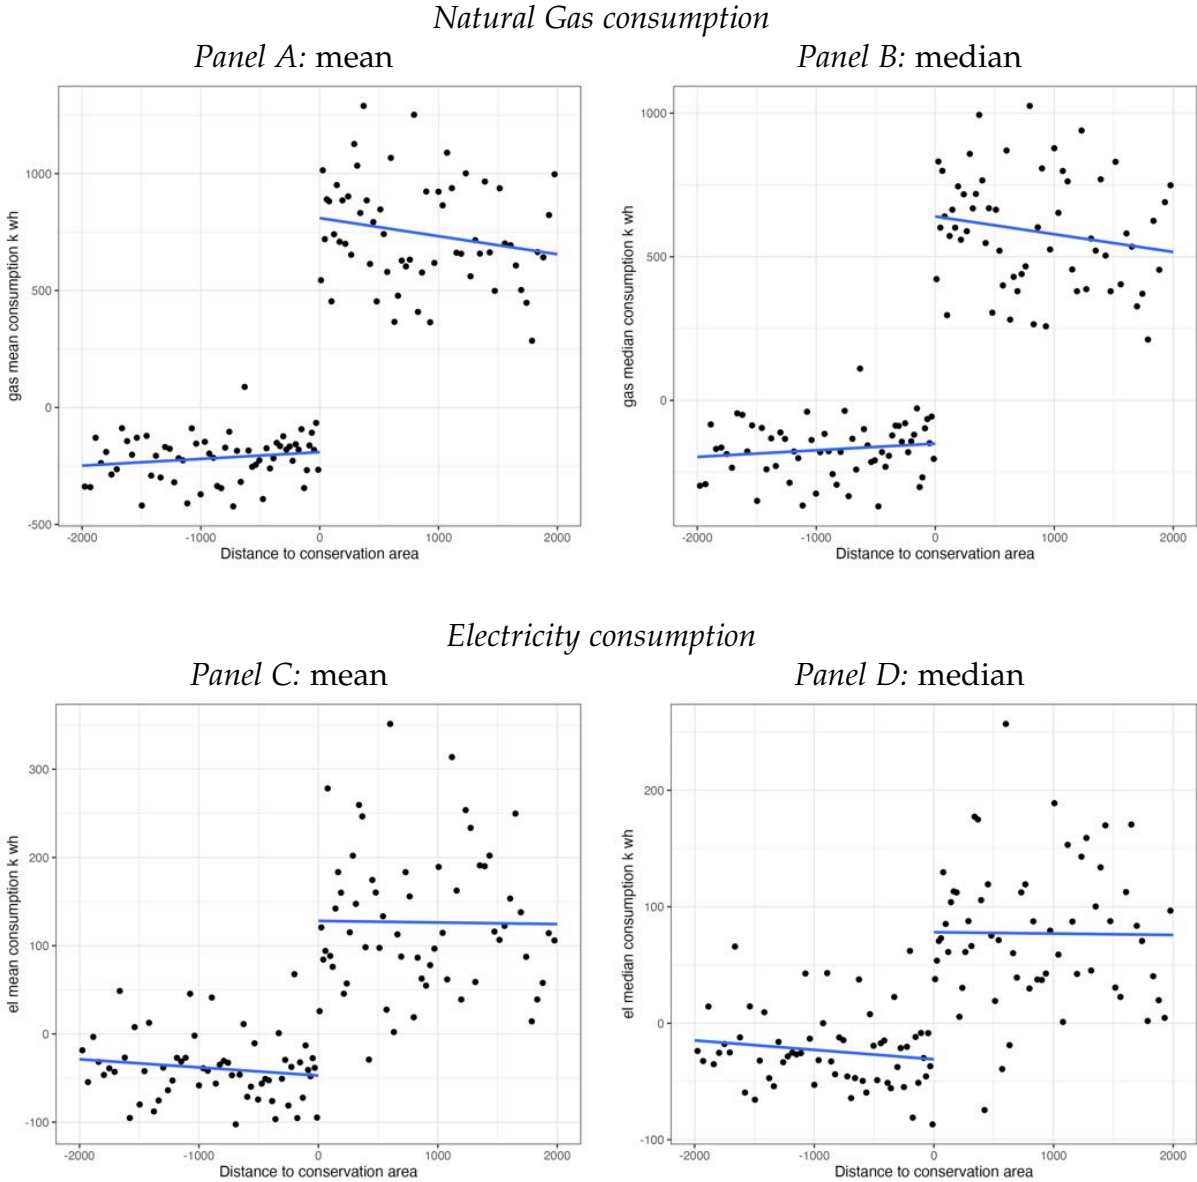 Natural Gas consumption
Panel A: mean
Panel B: median
gas mean consumption k wh
1000
500
0
-500
-2000 -1000 0 1000 2000
Distance to conservation area
gas median consumption k wh
1000
500
0
-2000 -1000 0 1000 2000
Distance to conservation area
Electricity consumption
Panel C: mean
Panel D: median
el mean consumption k wh
300
200
100
0
-100
-2000 -1000 0 1000 2000
Distance to conservation area
el median consumption k wh
200
100
0
-100
-2000 -1000 0 1000 2000
Distance to conservation area